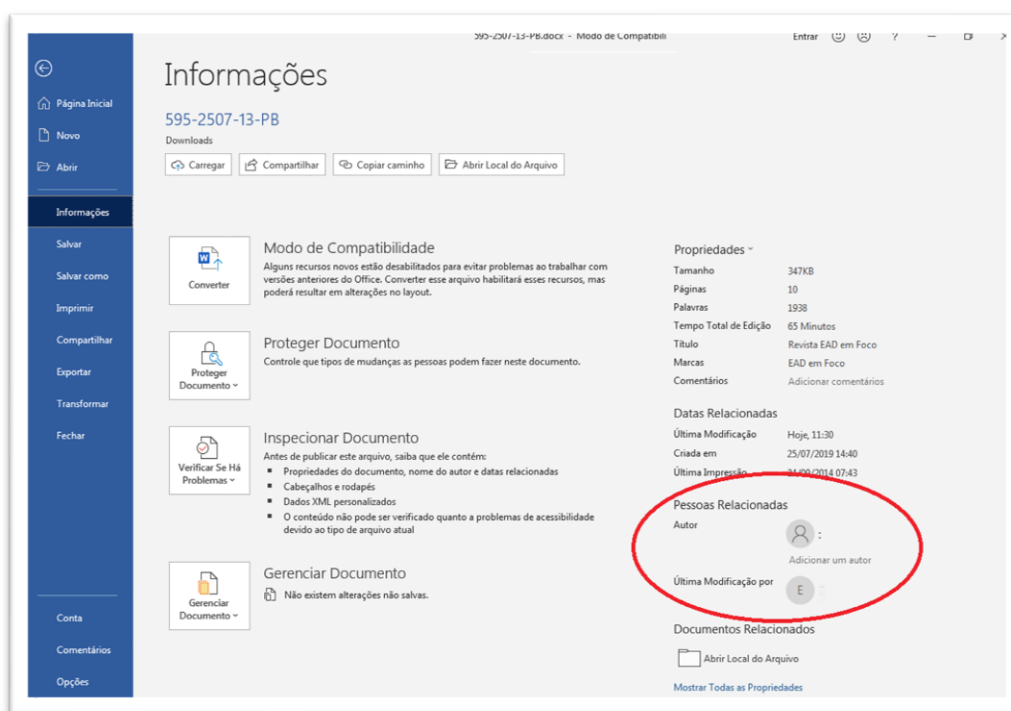 595-2507-13-PB.docx - Modo de Compatibili
Entrar
?
Informações
Página Inicial
Novo
Abrir
Informações
Salvar
Salvar como
Imprimir
Compartilhar
Exportar
Transformar
Fechar
Conta
Comentários
Opções
595-2507-13-PB
Downloads
Carregar
Compartilhar
Copiar caminho
Abrir Local do Arquivo
Converter
Modo de Compatibilidade
Alguns recursos novos estão desabilitados para evitar problemas ao trabalhar com
versões anteriores do Office. Converter esse arquivo habilitará esses recursos, mas
poderá resultar em alterações no layout.
Proteger
Documento
Proteger Documento
Controle que tipos de mudanças as pessoas podem fazer neste documento.
Verificar Se Há
Problemas
Inspecionar Documento
Antes de publicar este arquivo, saiba que ele contém:
Propriedades do documento, nome do autor e datas relacionadas
Cabeçalhos e rodapés
Dados XML personalizados
O conteúdo não pode ser verificado quanto a problemas de acessibilidade
devido ao tipo de arquivo atual
Gerenciar
Documento
Gerenciar Documento
Não existem alterações não salvas.
Propriedades
Tamanho 347KB
Páginas 10
Palavras 1938
Tempo Total de Edição 65 Minutos
Título Revista EAD em Foco
Marcas EAD em Foco
Comentários Adicionar comentários
Datas Relacionadas
Última Modificação Hoje, 11:30
Criada em 25/07/2019 14:40
Última Impressão 07:43
Pessoas Relacionadas
Autor :
Adicionar um autor
Última Modificação por E
Documentos Relacionados
Abrir Local do Arquivo
Mostrar Todas as Propriedades